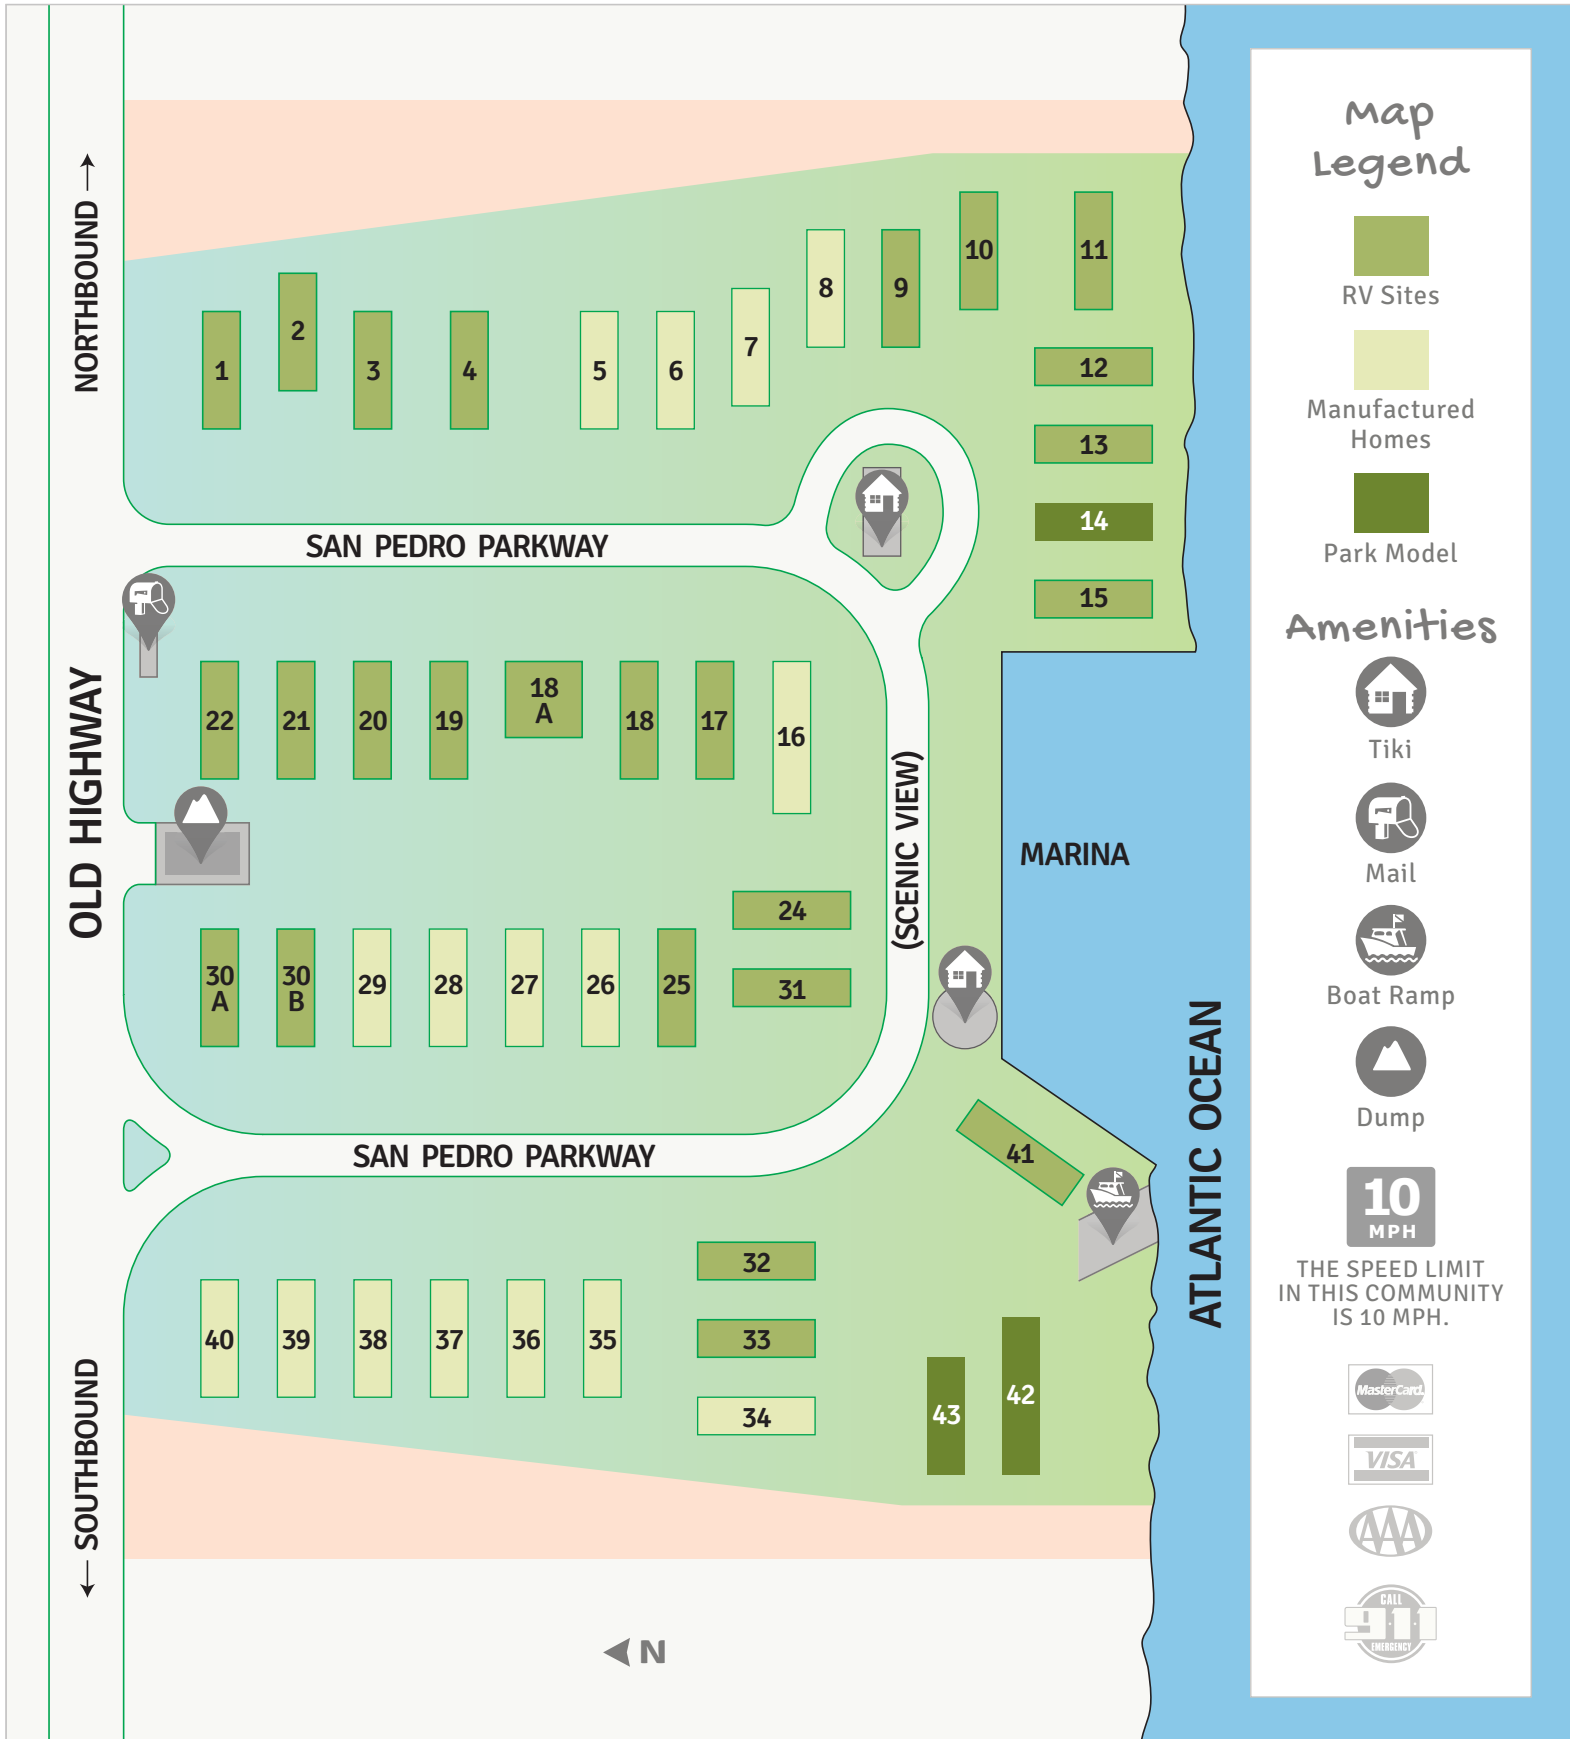 NORTHBOUND
OLD HIGHWAY
SOUTHBOUND
1
2
3
4
5
6
7
8
9
10
11
12
13
14
15
SAN PEDRO PARKWAY
22
21
20
19
18
A
18
17
16
(SCENIC VIEW)
MARINA
24
31
30
A
30
B
29
28
27
26
25
SAN PEDRO PARKWAY
41
32
33
34
40
39
38
37
36
35
43
42
N
ATLANTIC OCEAN
Map
Legend
RV Sites
Manufactured
Homes
Park Model
Amenities
Tiki
Mail
Boat Ramp
Dump
10
MPH
THE SPEED LIMIT
IN THIS COMMUNITY
IS 10 MPH.
MasterCard
VISA
AAA
CALL
911
EMERGENCY